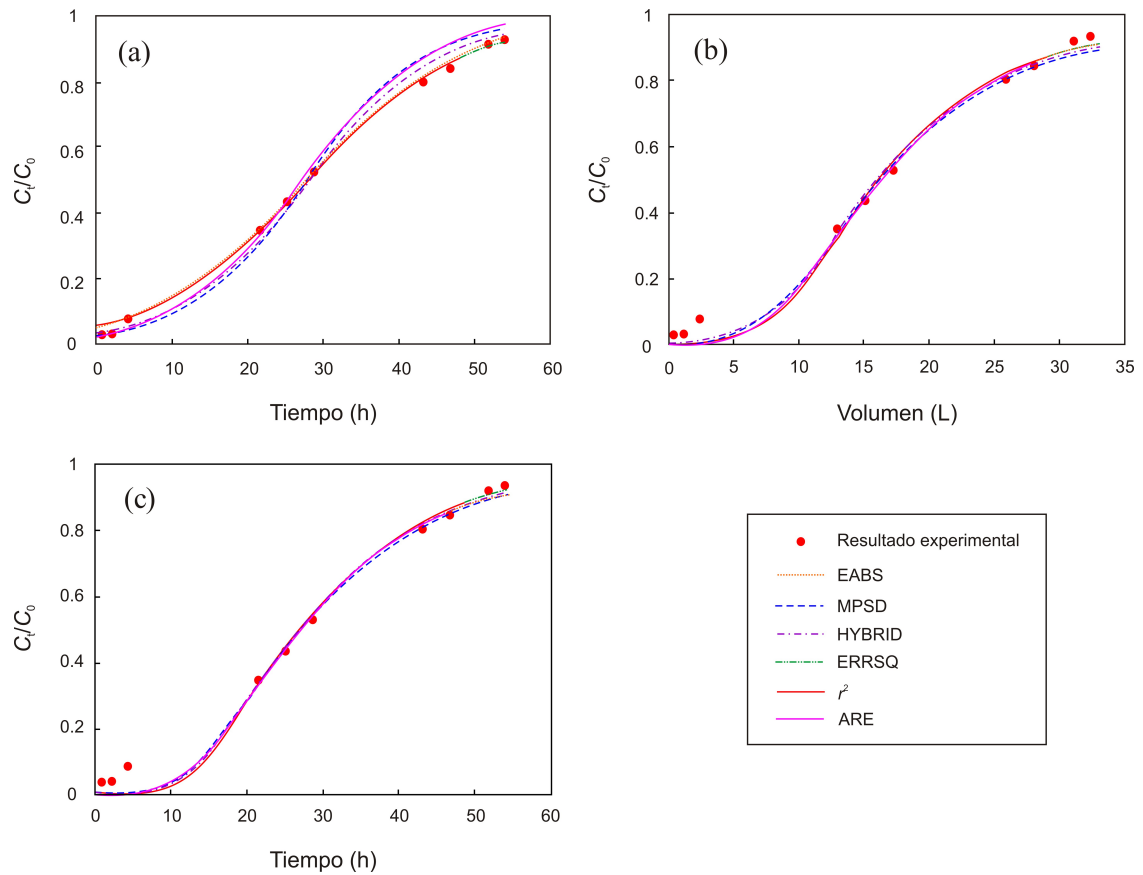 (a)
1
0.8
0.6
0.4
0.2
0
Ct/C0
0 10 20 30 40 50 60
Tiempo (h)
(b)
1
0.8
0.6
0.4
0.2
0
Ct/C0
0 5 10 15 20 25 30 35
Volumen (L)
(c)
1
0.8
0.6
0.4
0.2
0
Ct/C0
0 10 20 30 40 50 60
Tiempo (h)
Resultado experimental
EABS
MPSD
HYBRID
ERRSQ
r²
ARE